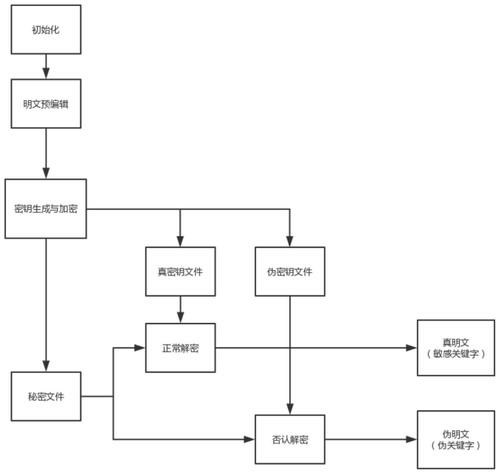 初始化
明文预编辑
密钥生成与加密
真密钥文件
伪密钥文件
正常解密
真明文
（敏感关键字）
秘密文件
否认解密
伪明文
（伪关键字）